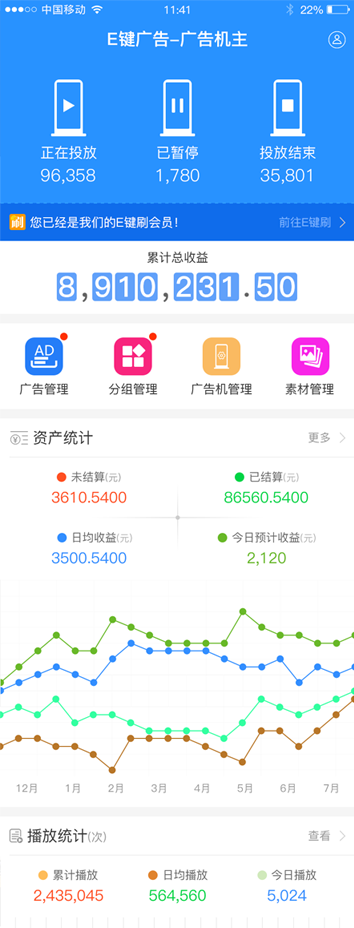 中国移动 11:41 22%
E键广告-广告机主
正在投放 已暂停 投放结束
96,358 1,780 35,801
刷 您已经是我们的E键刷会员! 前往E键刷
累计总收益
8,910,231.50
AD
广告管理 分组管理 广告机管理 素材管理
资产统计 更多
未结算(元) 已结算(元)
3610.5400 86560.5400
日均收益(元) 今日预计收益(元)
3500.5400 2,120
12月 1月 2月 3月 4月 5月 6月 7月
播放统计(次) 查看
累计播放 日均播放 今日播放
2,435,045 564,560 5,024